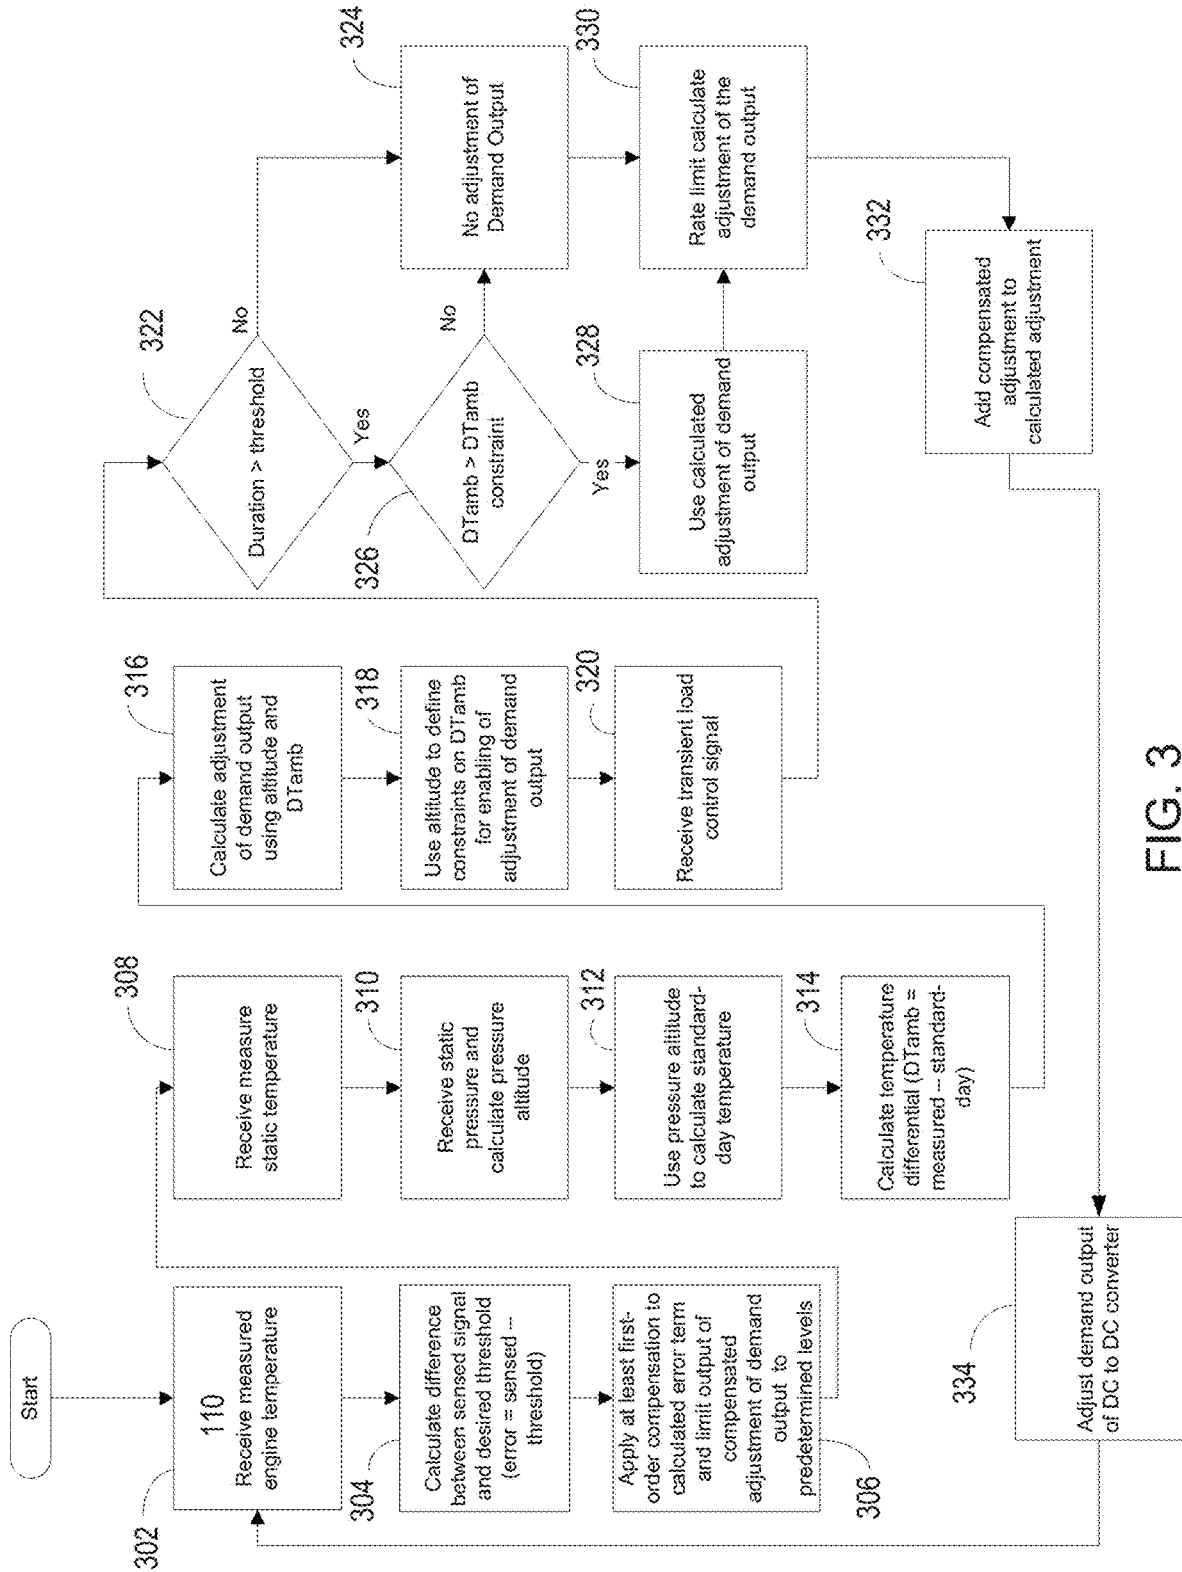 Start
302
110
Receive measured
engine temperature
304
Calculate difference
between sensed signal
and desired threshold
(error = sensed --
threshold)
306
Apply at least first-
order compensation to
calculated error term
and limit output of
compensated
adjustment of demand
output to
predetermined levels
308
Receive measure
static temperature
310
Receive static
pressure and
calculate pressure
altitude
312
Use pressure altitude
to calculate standard-
day temperature
314
Calculate temperature
differential (DTamb =
measured -- standard-
day)
316
Calculate adjustment
of demand output
using altitude and
DTamb
318
Use altitude to define
constraints on DTamb
for enabling of
adjustment of demand
output
320
Receive transient load
control signal
322
Duration > threshold
No
Yes
324
No adjustment of
Demand Output
326
DTamb > DTamb
constraint
No
Yes
328
Use calculated
adjustment of demand
output
330
Rate limit calculate
adjustment of the
demand output
332
Add compensated
adjustment to
calculated adjustment
334
Adjust demand output
of DC to DC converter
FIG. 3